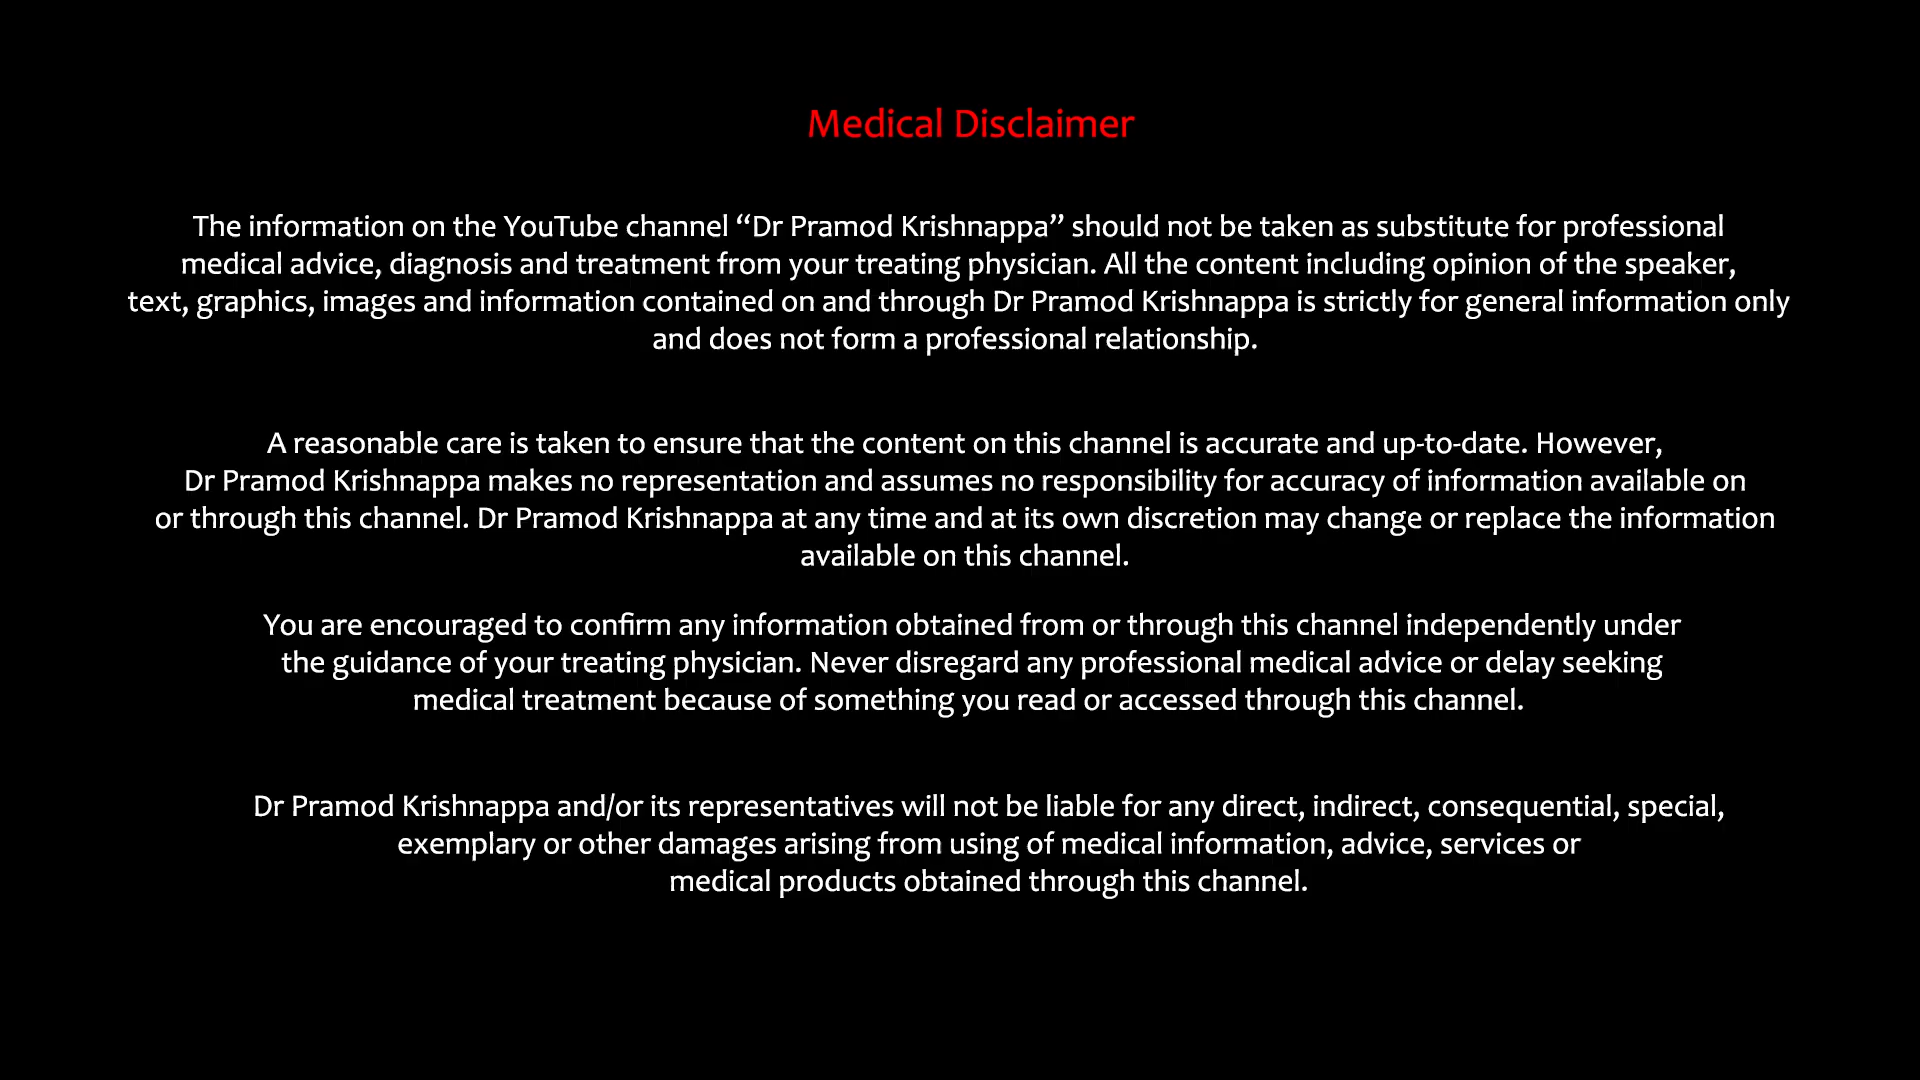 Medical Disclaimer
The information on the YouTube channel “Dr Pramod Krishnappa” should not be taken as substitute for professional
medical advice, diagnosis and treatment from your treating physician. All the content including opinion of the speaker,
text, graphics, images and information contained on and through Dr Pramod Krishnappa is strictly for general information only
and does not form a professional relationship.
A reasonable care is taken to ensure that the content on this channel is accurate and up-to-date. However,
Dr Pramod Krishnappa makes no representation and assumes no responsibility for accuracy of information available on
or through this channel. Dr Pramod Krishnappa at any time and at its own discretion may change or replace the information
available on this channel.
You are encouraged to confirm any information obtained from or through this channel independently under
the guidance of your treating physician. Never disregard any professional medical advice or delay seeking
medical treatment because of something you read or accessed through this channel.
Dr Pramod Krishnappa and/or its representatives will not be liable for any direct, indirect, consequential, special,
exemplary or other damages arising from using of medical information, advice, services or
medical products obtained through this channel.